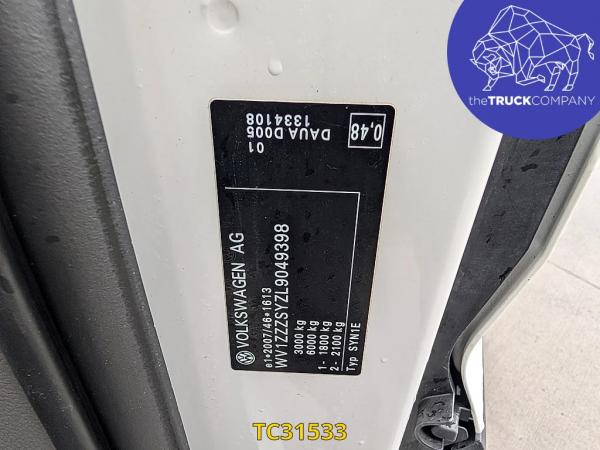 theTRUCKCOMPANY
VOLKSWAGEN AG
e1*2007/46*1613
WV1ZZZSYZL9049398
3000 kg
6000 kg
1- 1800 kg
2- 2100 kg
Typ SYN1E
01
DAUA D005
1334108
0,48
TC31533